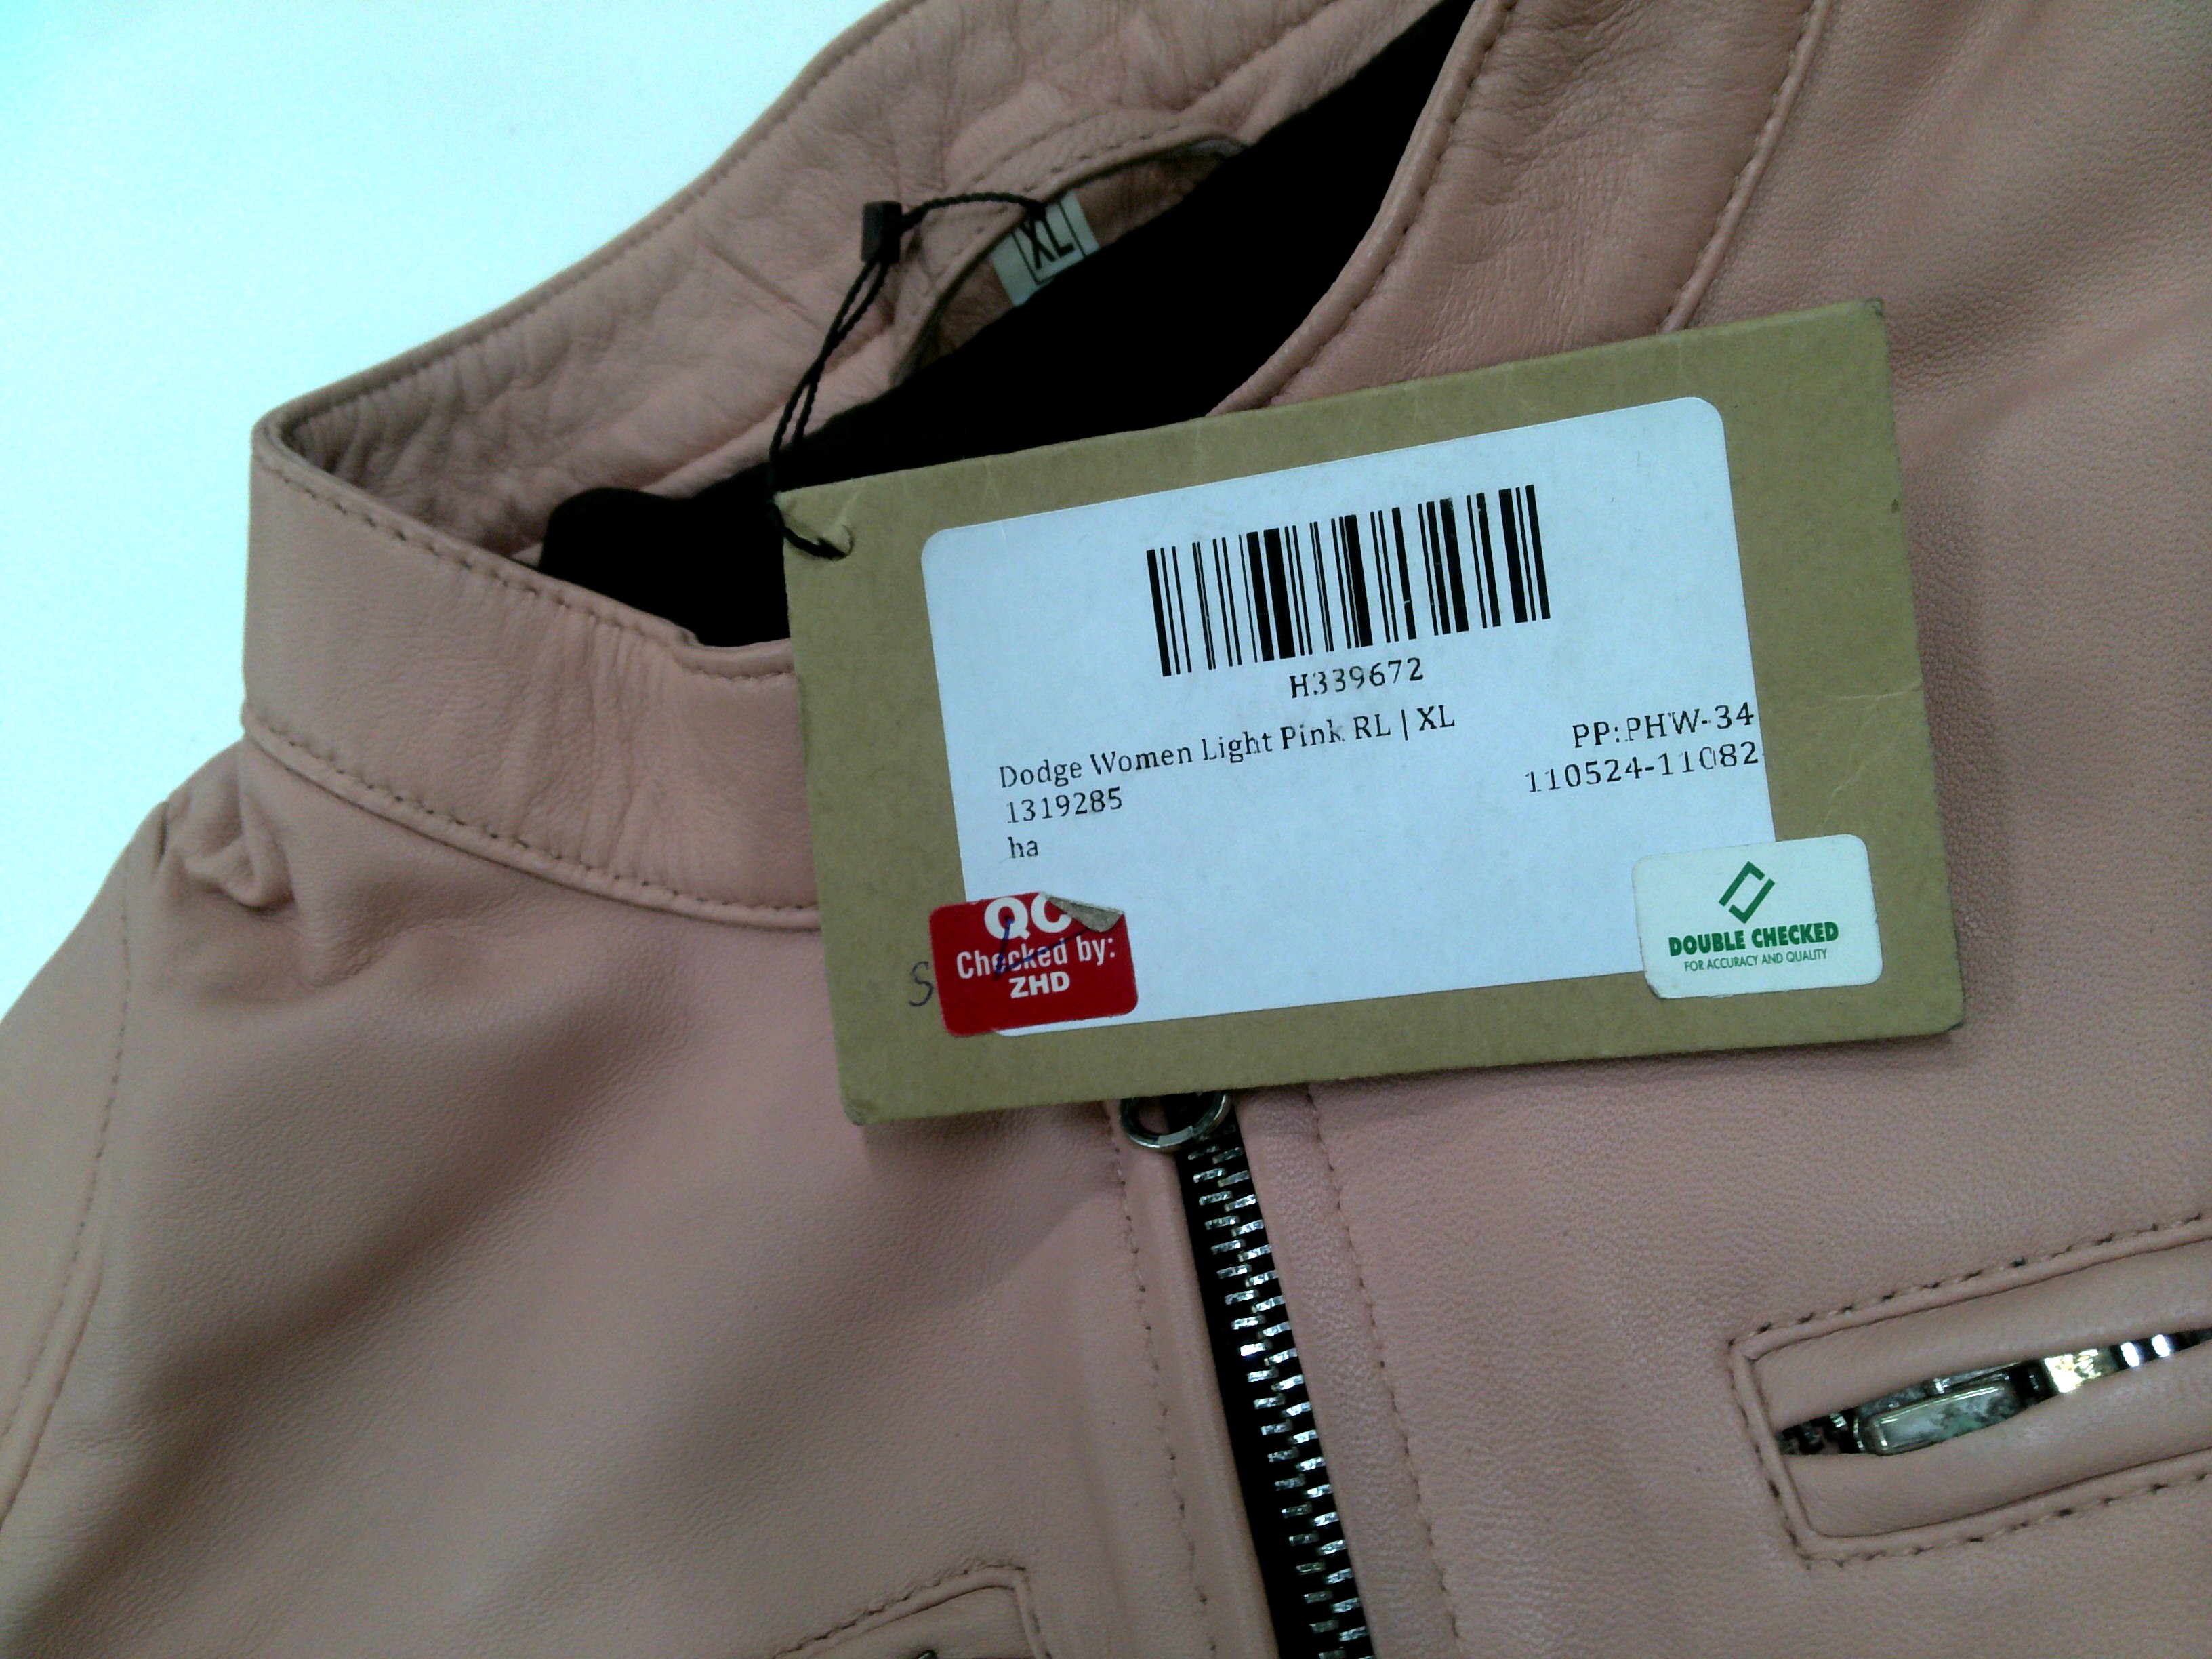 XL
H339672
Dodge Women Light Pink RL | XL
PP:PHW-34
1319285
110524-11082
ha
QC
Checked by:
ZHD
S
DOUBLE CHECKED
FOR ACCURACY AND QUALITY